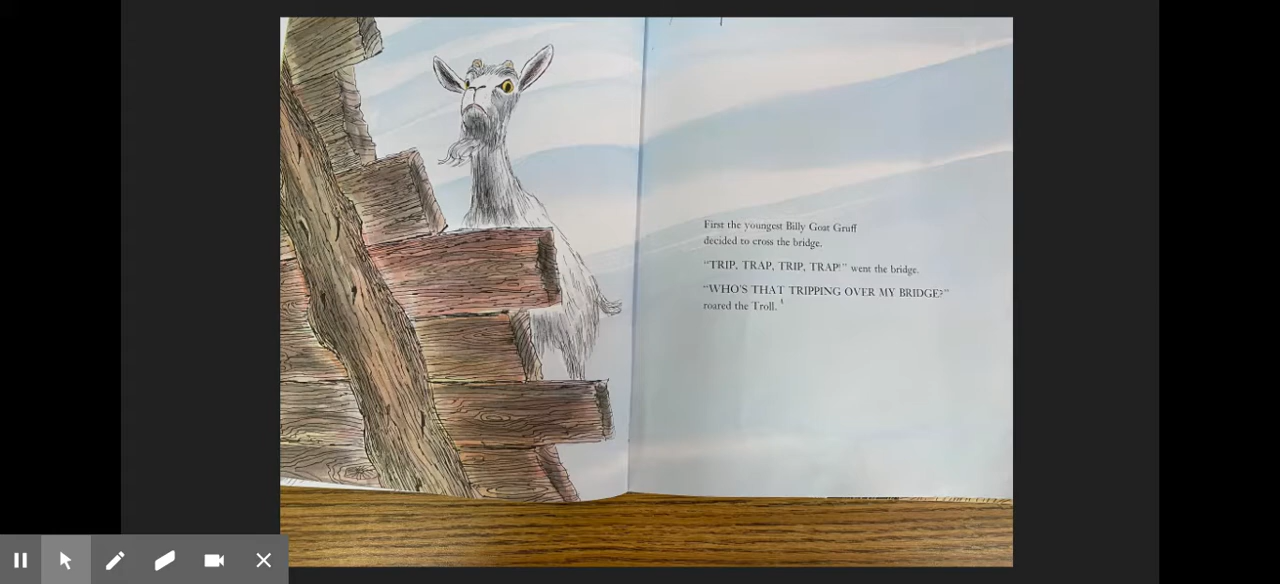 First the youngest Billy Goat Gruff
decided to cross the bridge.
"TRIP, TRAP, TRIP, TRAP!" went the bridge.
"WHO'S THAT TRIPPING OVER MY BRIDGE?"
roared the Troll.